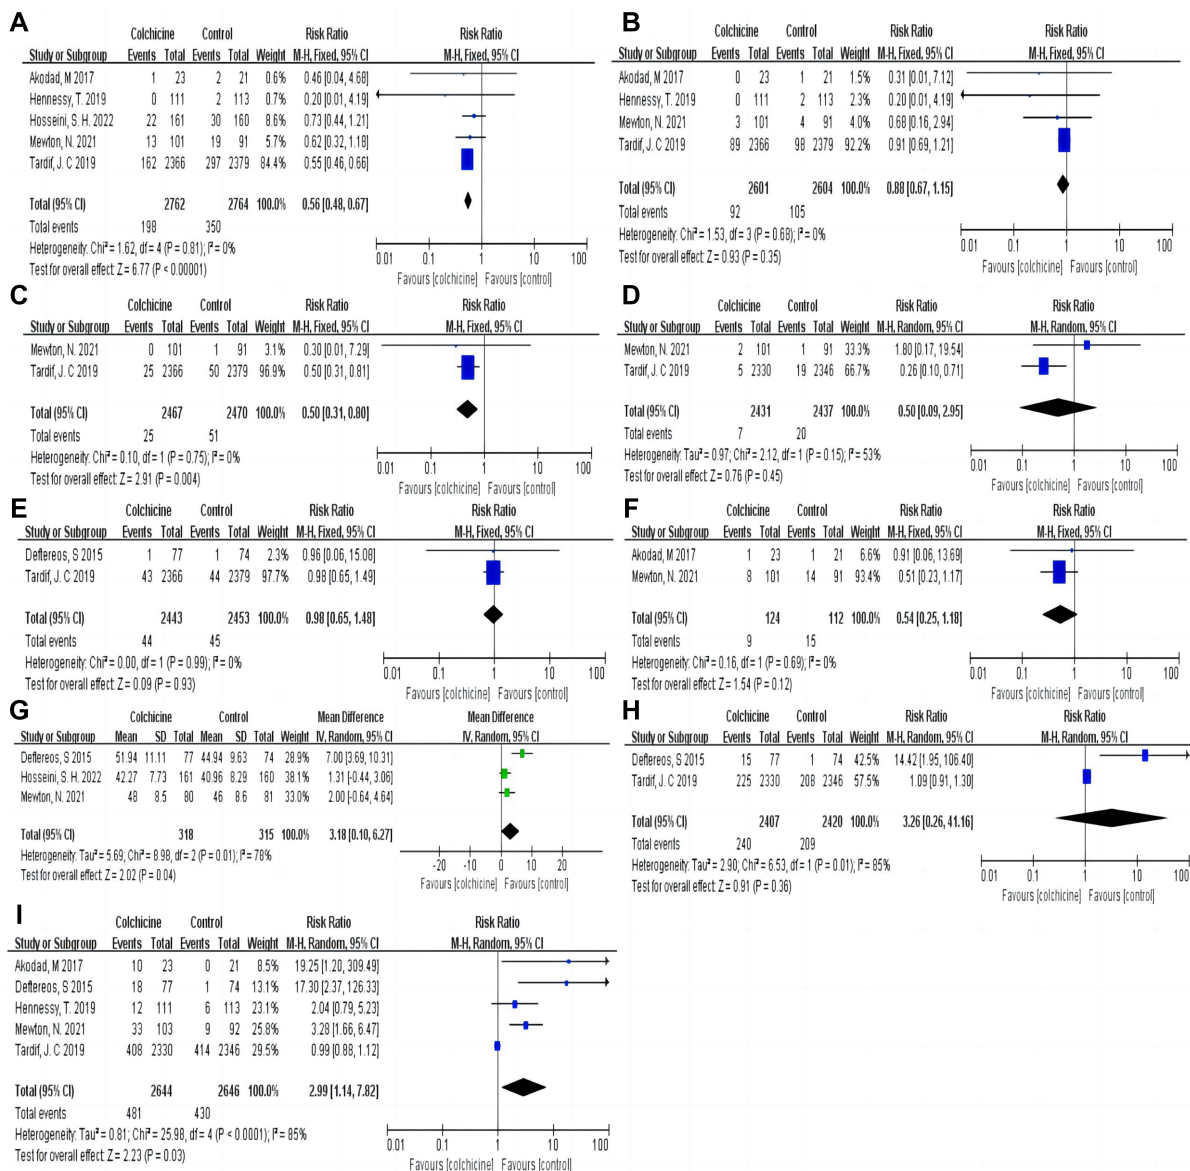 A
Colchicine Control Risk Ratio Risk Ratio
Study or Subgroup Events Total Events Total Weight M-H, Fixed, 95% CI M-H, Fixed, 95% CI
Akodad, M 2017 1 23 2 21 0.6% 0.46 [0.04, 4.68]
Hennessy, T. 2019 0 111 2 113 0.7% 0.20 [0.01, 4.19]
Hosseini, S. H. 2022 22 161 30 160 8.6% 0.73 [0.44, 1.21]
Mewton, N. 2021 13 101 19 91 5.7% 0.62 [0.32, 1.18]
Tardif, J. C 2019 162 2366 297 2379 84.4% 0.55 [0.46, 0.66]
Total (95% CI) 2762 2764 100.0% 0.56 [0.48, 0.67]
Total events 198 350
Heterogeneity: Chi² = 1.62, df = 4 (P = 0.81); I² = 0%
Test for overall effect: Z = 6.77 (P < 0.00001)
0.01 0.1 1 10 100
Favours [colchicine] Favours [control]
B
Colchicine Control Risk Ratio Risk Ratio
Study or Subgroup Events Total Events Total Weight M-H, Fixed, 95% CI M-H, Fixed, 95% CI
Akodad, M 2017 0 23 1 21 1.5% 0.31 [0.01, 7.12]
Hennessy, T. 2019 0 111 2 113 2.3% 0.20 [0.01, 4.19]
Mewton, N. 2021 3 101 4 91 4.0% 0.68 [0.16, 2.94]
Tardif, J. C 2019 89 2366 98 2379 92.2% 0.91 [0.69, 1.21]
Total (95% CI) 2601 2604 100.0% 0.88 [0.67, 1.15]
Total events 92 105
Heterogeneity: Chi² = 1.53, df = 3 (P = 0.68); I² = 0%
Test for overall effect: Z = 0.93 (P = 0.35)
0.01 0.1 1 10 100
Favours [colchicine] Favours [control]
C
Colchicine Control Risk Ratio Risk Ratio
Study or Subgroup Events Total Events Total Weight M-H, Fixed, 95% CI M-H, Fixed, 95% CI
Mewton, N. 2021 0 101 1 91 3.1% 0.30 [0.01, 7.29]
Tardif, J. C 2019 25 2366 50 2379 96.9% 0.50 [0.31, 0.81]
Total (95% CI) 2467 2470 100.0% 0.50 [0.31, 0.80]
Total events 25 51
Heterogeneity: Chi² = 0.10, df = 1 (P = 0.75); I² = 0%
Test for overall effect: Z = 2.91 (P = 0.004)
0.01 0.1 1 10 100
Favours [colchicine] Favours [control]
D
Colchicine Control Risk Ratio Risk Ratio
Study or Subgroup Events Total Events Total Weight M-H, Random, 95% CI M-H, Random, 95% CI
Mewton, N. 2021 2 101 1 91 33.3% 1.80 [0.17, 19.54]
Tardif, J. C 2019 5 2330 19 2346 66.7% 0.26 [0.10, 0.71]
Total (95% CI) 2431 2437 100.0% 0.50 [0.09, 2.95]
Total events 7 20
Heterogeneity: Tau² = 0.97; Chi² = 2.12, df = 1 (P = 0.15); I² = 53%
Test for overall effect: Z = 0.76 (P = 0.45)
0.01 0.1 1 10 100
Favours [colchicine] Favours [control]
E
Colchicine Control Risk Ratio Risk Ratio
Study or Subgroup Events Total Events Total Weight M-H, Fixed, 95% CI M-H, Fixed, 95% CI
Deftereos, S 2015 1 77 1 74 2.3% 0.96 [0.06, 15.08]
Tardif, J. C 2019 43 2366 44 2379 97.7% 0.98 [0.65, 1.49]
Total (95% CI) 2443 2453 100.0% 0.98 [0.65, 1.48]
Total events 44 45
Heterogeneity: Chi² = 0.00, df = 1 (P = 0.99); I² = 0%
Test for overall effect: Z = 0.09 (P = 0.93)
0.01 0.1 1 10 100
Favours [colchicine] Favours [control]
F
Colchicine Control Risk Ratio Risk Ratio
Study or Subgroup Events Total Events Total Weight M-H, Fixed, 95% CI M-H, Fixed, 95% CI
Akodad, M 2017 1 23 1 21 6.6% 0.91 [0.06, 13.69]
Mewton, N. 2021 8 101 14 91 93.4% 0.51 [0.23, 1.17]
Total (95% CI) 124 112 100.0% 0.54 [0.25, 1.18]
Total events 9 15
Heterogeneity: Chi² = 0.16, df = 1 (P = 0.69); I² = 0%
Test for overall effect: Z = 1.54 (P = 0.12)
0.01 0.1 1 10 100
Favours [colchicine] Favours [control]
G
Colchicine Control Mean Difference Mean Difference
Study or Subgroup Mean SD Total Mean SD Total Weight IV, Random, 95% CI IV, Random, 95% CI
Deftereos, S 2015 51.94 11.11 77 44.94 9.63 74 28.9% 7.00 [3.69, 10.31]
Hosseini, S. H. 2022 42.27 7.73 161 40.96 8.29 160 38.1% 1.31 [-0.44, 3.06]
Mewton, N. 2021 48 8.5 80 46 8.6 81 33.0% 2.00 [-0.64, 4.64]
Total (95% CI) 318 315 100.0% 3.18 [0.10, 6.27]
Heterogeneity: Tau² = 5.69; Chi² = 8.98, df = 2 (P = 0.01); I² = 78%
Test for overall effect: Z = 2.02 (P = 0.04)
-20 -10 0 10 20
Favours [colchicine] Favours [control]
H
Colchicine Control Risk Ratio Risk Ratio
Study or Subgroup Events Total Events Total Weight M-H, Random, 95% CI M-H, Random, 95% CI
Deftereos, S 2015 15 77 1 74 42.5% 14.42 [1.95, 106.40]
Tardif, J. C 2019 225 2330 208 2346 57.5% 1.09 [0.91, 1.30]
Total (95% CI) 2407 2420 100.0% 3.26 [0.26, 41.16]
Total events 240 209
Heterogeneity: Tau² = 2.90; Chi² = 6.53, df = 1 (P = 0.01); I² = 85%
Test for overall effect: Z = 0.91 (P = 0.36)
0.01 0.1 1 10 100
Favours [colchicine] Favours [control]
I
Colchicine Control Risk Ratio Risk Ratio
Study or Subgroup Events Total Events Total Weight M-H, Random, 95% CI M-H, Random, 95% CI
Akodad, M 2017 10 23 0 21 8.5% 19.25 [1.20, 309.49]
Deftereos, S 2015 18 77 1 74 13.1% 17.30 [2.37, 126.33]
Hennessy, T. 2019 12 111 6 113 23.1% 2.04 [0.79, 5.23]
Mewton, N. 2021 33 103 9 92 25.8% 3.28 [1.66, 6.47]
Tardif, J. C 2019 408 2330 414 2346 29.5% 0.99 [0.88, 1.12]
Total (95% CI) 2644 2646 100.0% 2.99 [1.14, 7.82]
Total events 481 430
Heterogeneity: Tau² = 0.81; Chi² = 25.98, df = 4 (P < 0.0001); I² = 85%
Test for overall effect: Z = 2.23 (P = 0.03)
0.01 0.1 1 10 100
Favours [colchicine] Favours [control]